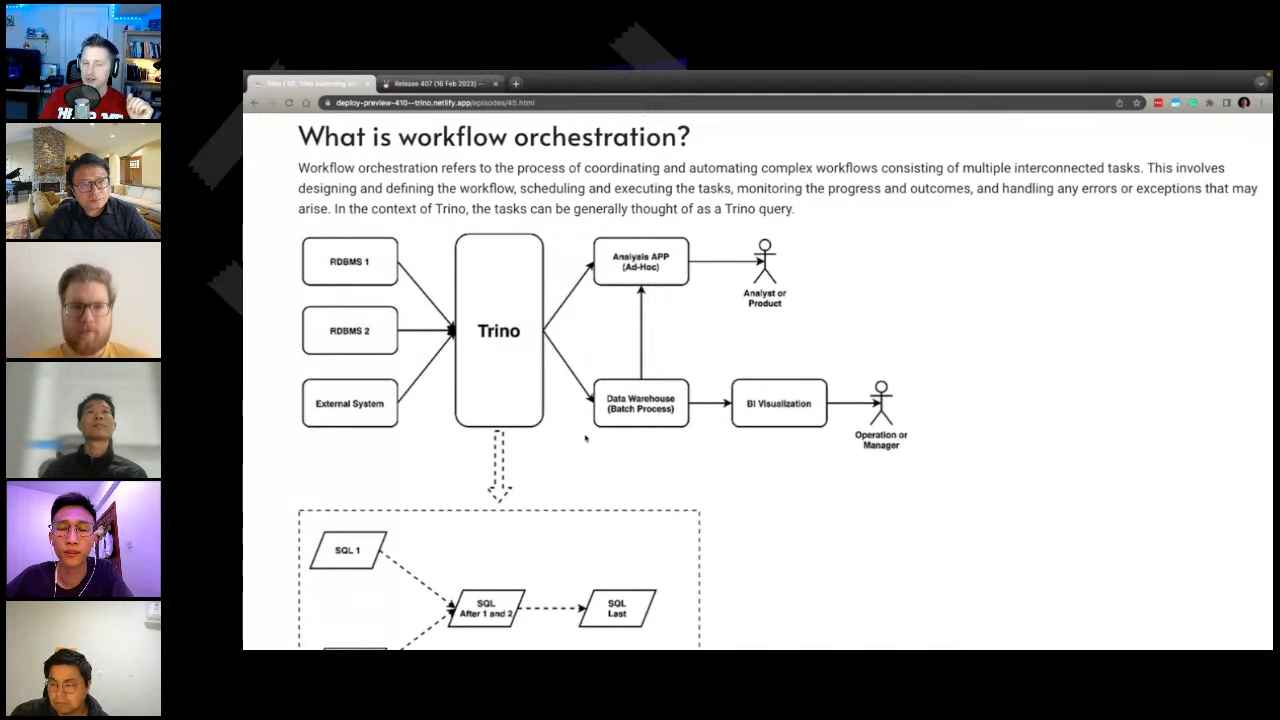 Release 407 (16 Feb 2023) —
deploy-preview-410--trino.netlify.app/episodes/45.html
What is workflow orchestration?
Workflow orchestration refers to the process of coordinating and automating complex workflows consisting of multiple interconnected tasks. This involves
designing and defining the workflow, scheduling and executing the tasks, monitoring the progress and outcomes, and handling any errors or exceptions that may
arise. In the context of Trino, the tasks can be generally thought of as a Trino query.
RDBMS 1
RDBMS 2
External System
Trino
Analysis APP
(Ad-Hoc)
Analyst or
Product
Data Warehouse
(Batch Process)
BI Visualization
Operation or
Manager
SQL 1
SQL
After 1 and 2
SQL
Last